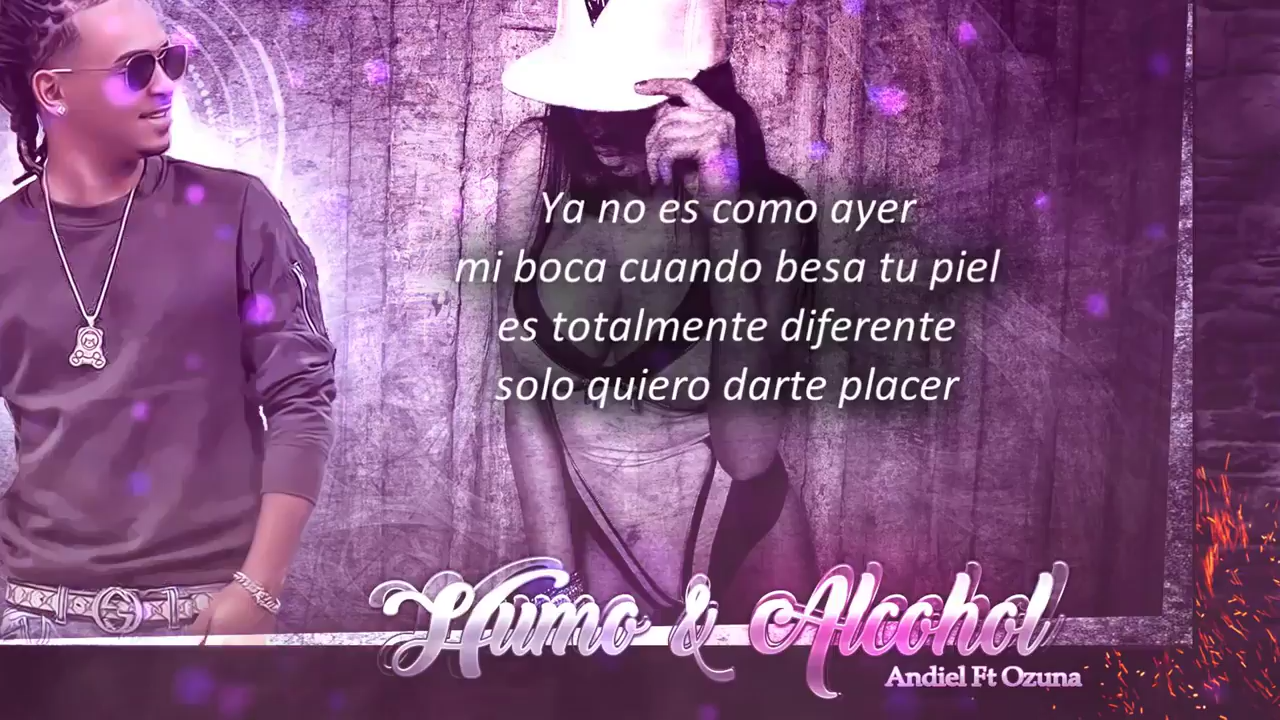 Ya no es como ayer
mi boca cuando besa tu piel
es totalmente diferente
solo quiero darte placer
Humo & Alcohol
Andiel Ft Ozuna